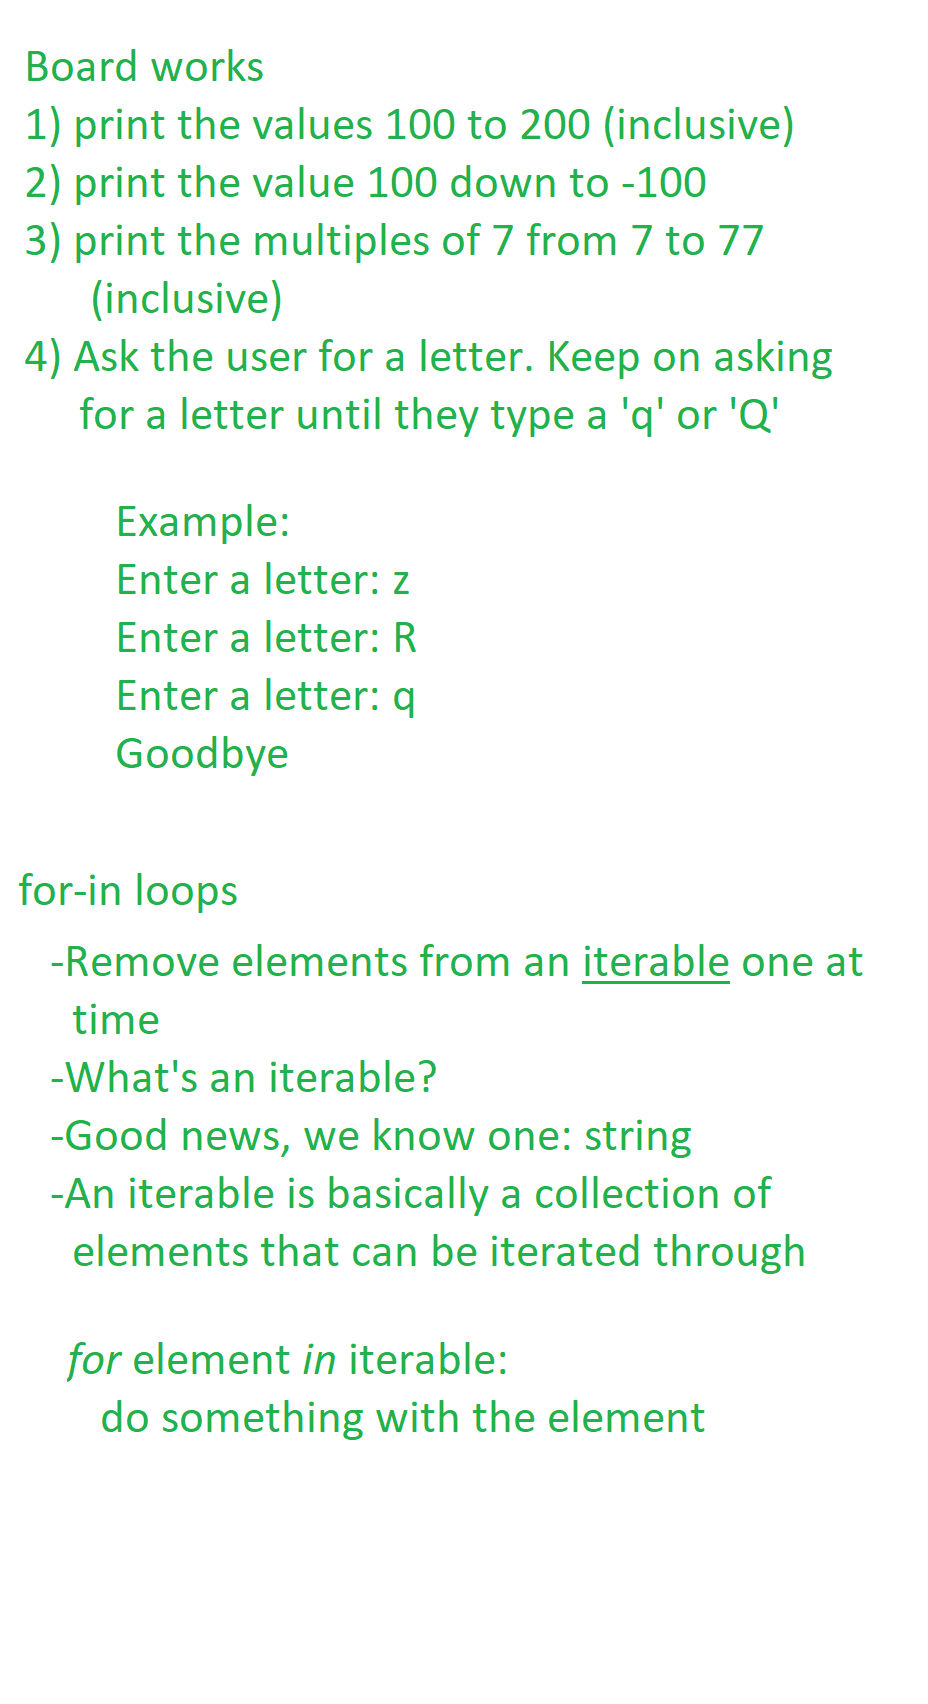 Board works
1) print the values 100 to 200 (inclusive)
2) print the value 100 down to -100
3) print the multiples of 7 from 7 to 77
(inclusive)
4) Ask the user for a letter. Keep on asking
for a letter until they type a 'q' or 'Q'
Example:
Enter a letter: z
Enter a letter: R
Enter a letter: q
Goodbye
for-in loops
-Remove elements from an iterable one at
time
-What's an iterable?
-Good news, we know one: string
-An iterable is basically a collection of
elements that can be iterated through
for element in iterable:
do something with the element